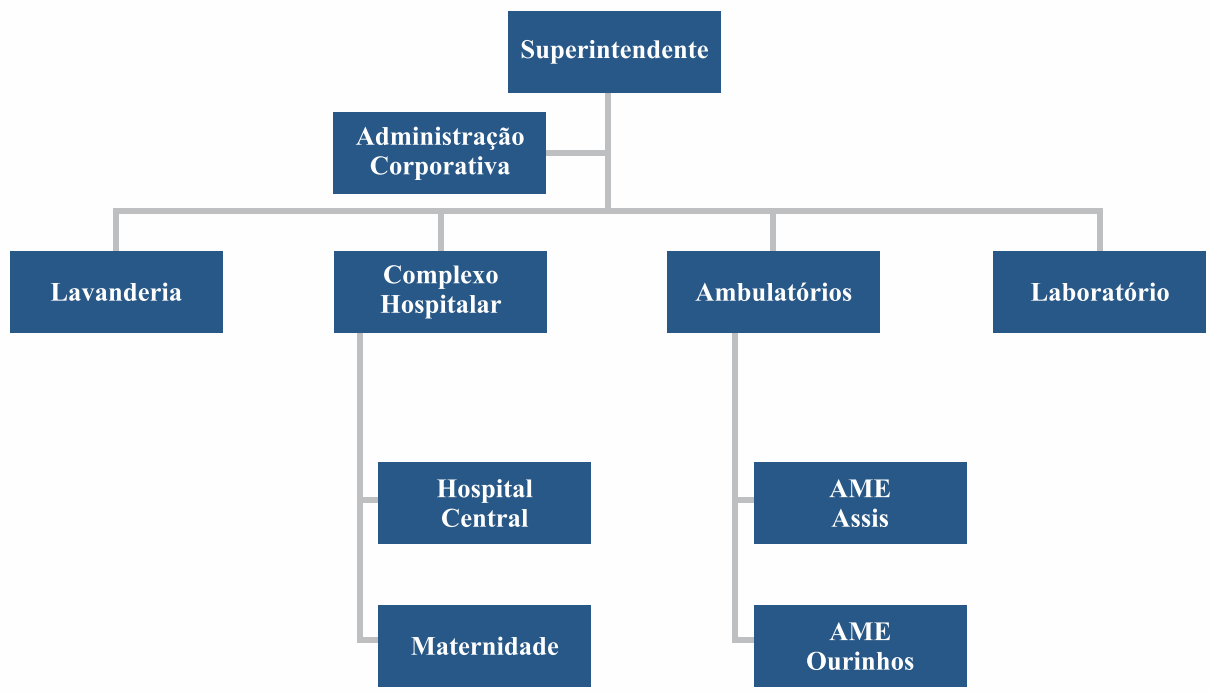 Superintendente
Administração
Corporativa
Lavanderia
Complexo
Hospitalar
Ambulatórios
Laboratório
Hospital
Central
AME
Assis
Maternidade
AME
Ourinhos